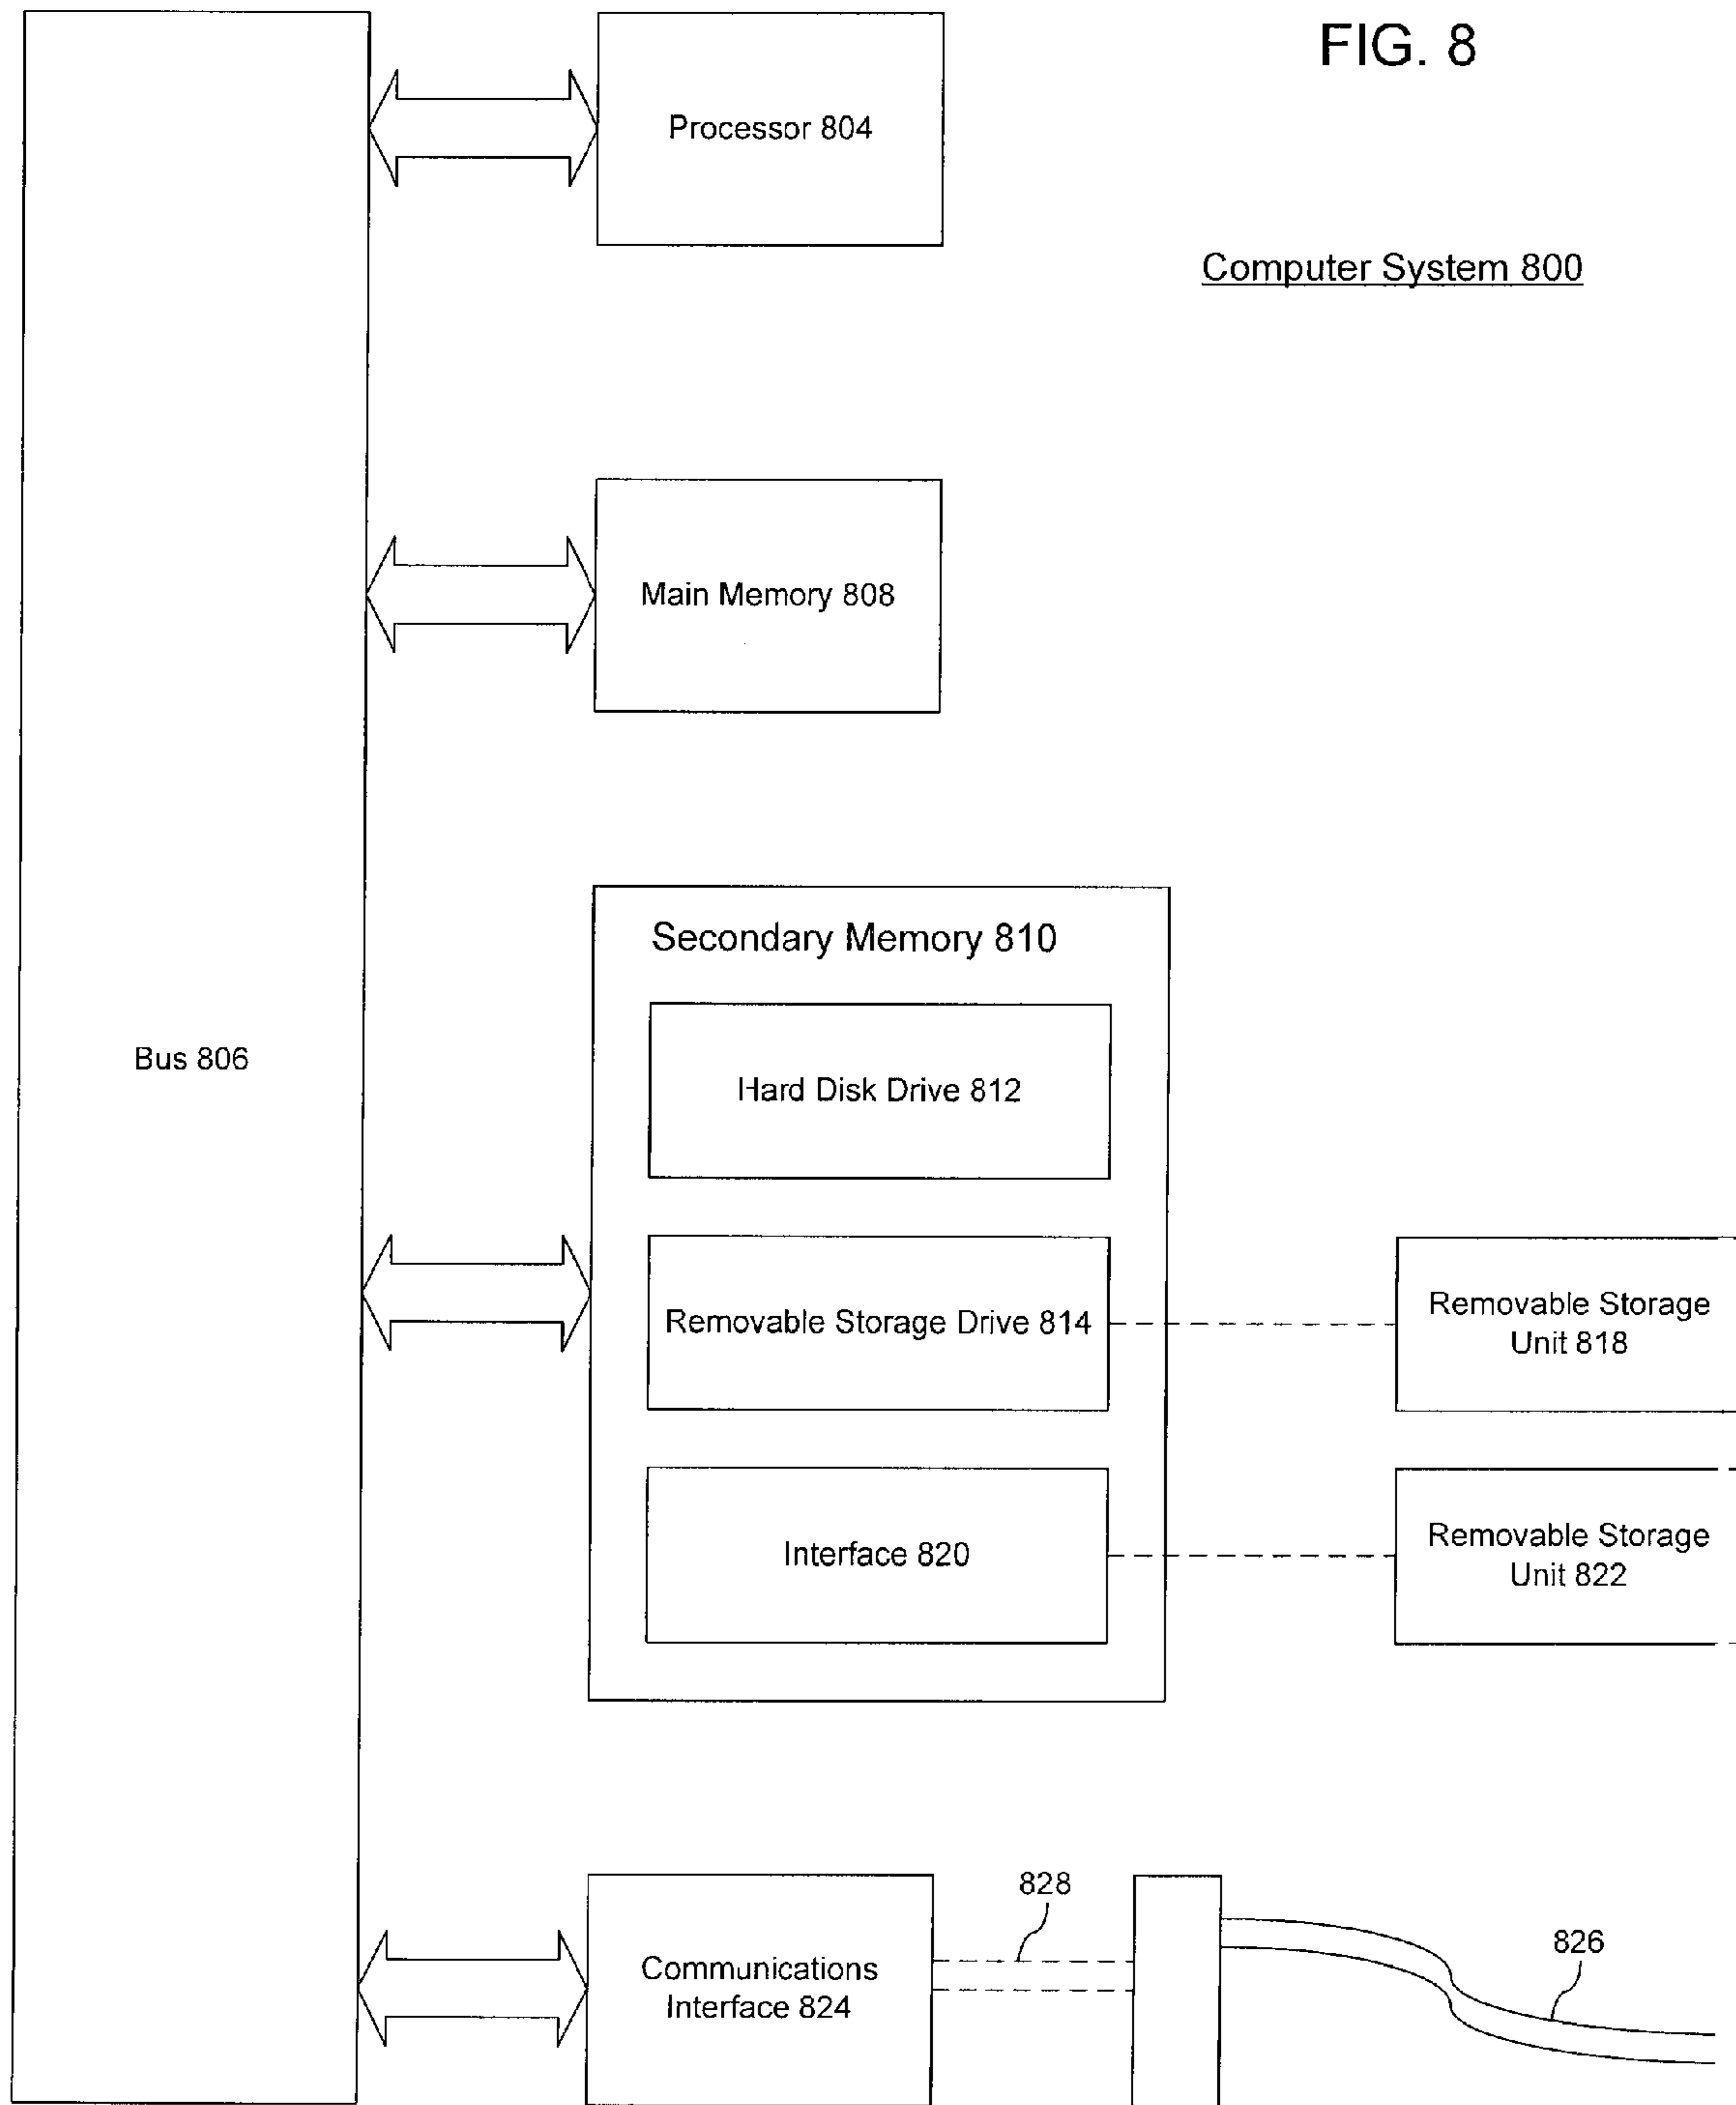 FIG. 8
Processor 804
Computer System 800
Main Memory 808
Secondary Memory 810
Bus 806
Hard Disk Drive 812
Removable Storage Drive 814
Removable Storage
Unit 818
Interface 820
Removable Storage
Unit 822
828
826
Communications
Interface 824